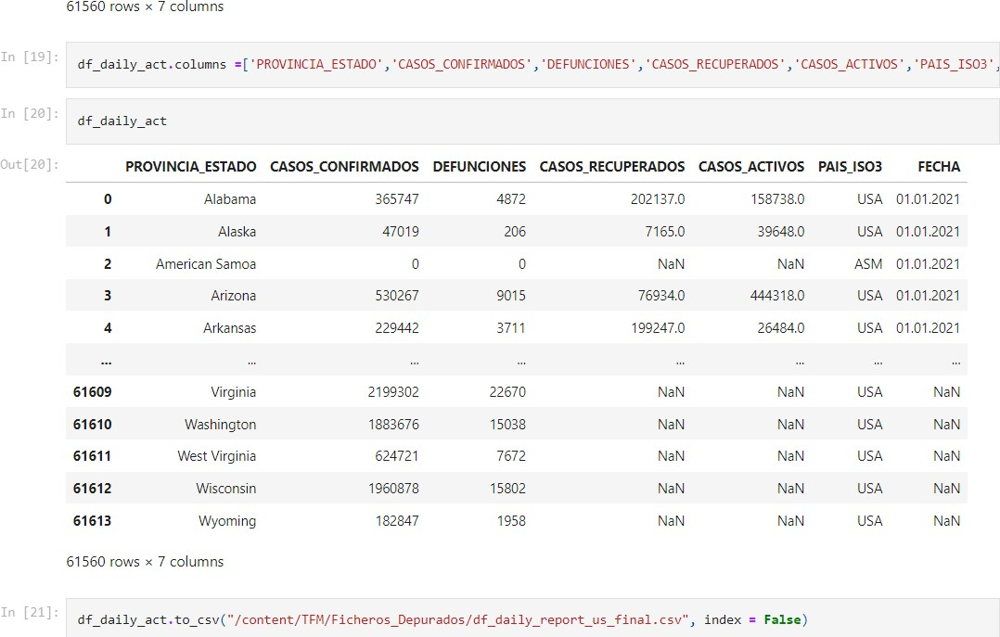 61560 rows × 7 columns
In [19]: df_daily_act.columns =['PROVINCIA_ESTADO','CASOS_CONFIRMADOS','DEFUNCIONES','CASOS_RECUPERADOS','CASOS_ACTIVOS','PAIS_ISO3',
In [20]: df_daily_act
Out[20]: PROVINCIA_ESTADO CASOS_CONFIRMADOS DEFUNCIONES CASOS_RECUPERADOS CASOS_ACTIVOS PAIS_ISO3 FECHA
0 Alabama 365747 4872 202137.0 158738.0 USA 01.01.2021
1 Alaska 47019 206 7165.0 39648.0 USA 01.01.2021
2 American Samoa 0 0 NaN NaN ASM 01.01.2021
3 Arizona 530267 9015 76934.0 444318.0 USA 01.01.2021
4 Arkansas 229442 3711 199247.0 26484.0 USA 01.01.2021
... ... ... ... ... ... ... ...
61609 Virginia 2199302 22670 NaN NaN USA NaN
61610 Washington 1883676 15038 NaN NaN USA NaN
61611 West Virginia 624721 7672 NaN NaN USA NaN
61612 Wisconsin 1960878 15802 NaN NaN USA NaN
61613 Wyoming 182847 1958 NaN NaN USA NaN
61560 rows × 7 columns
In [21]: df_daily_act.to_csv("/content/TFM/Ficheros_Depurados/df_daily_report_us_final.csv", index = False)